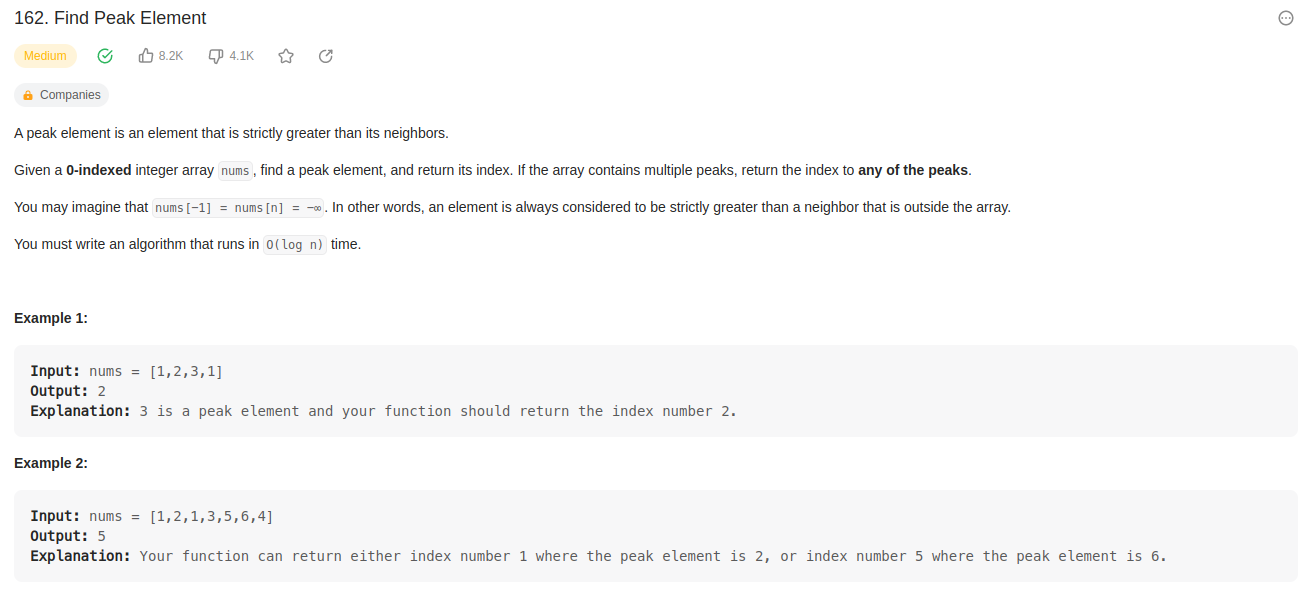 162. Find Peak Element
Medium 8.2K 4.1K
Companies
A peak element is an element that is strictly greater than its neighbors.
Given a 0-indexed integer array nums, find a peak element, and return its index. If the array contains multiple peaks, return the index to any of the peaks.
You may imagine that nums[-1] = nums[n] = -∞. In other words, an element is always considered to be strictly greater than a neighbor that is outside the array.
You must write an algorithm that runs in O(log n) time.
Example 1:
Input: nums = [1,2,3,1]
Output: 2
Explanation: 3 is a peak element and your function should return the index number 2.
Example 2:
Input: nums = [1,2,1,3,5,6,4]
Output: 5
Explanation: Your function can return either index number 1 where the peak element is 2, or index number 5 where the peak element is 6.